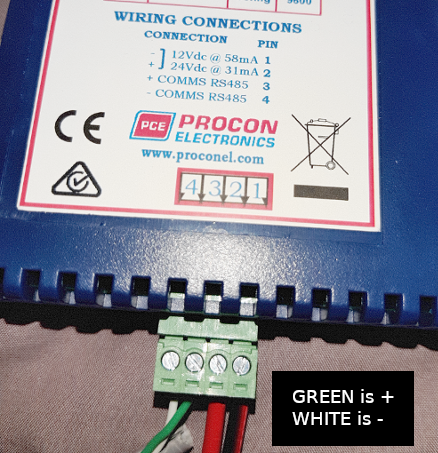 9600
WIRING CONNECTIONS
CONNECTION PIN
- 12Vdc @ 58mA 1
+ 24Vdc @ 31mA 2
+ COMMS RS485 3
- COMMS RS485 4
CE PCE PROCON
ELECTRONICS
www.proconel.com
4 3 2 1
GREEN is +
WHITE is -